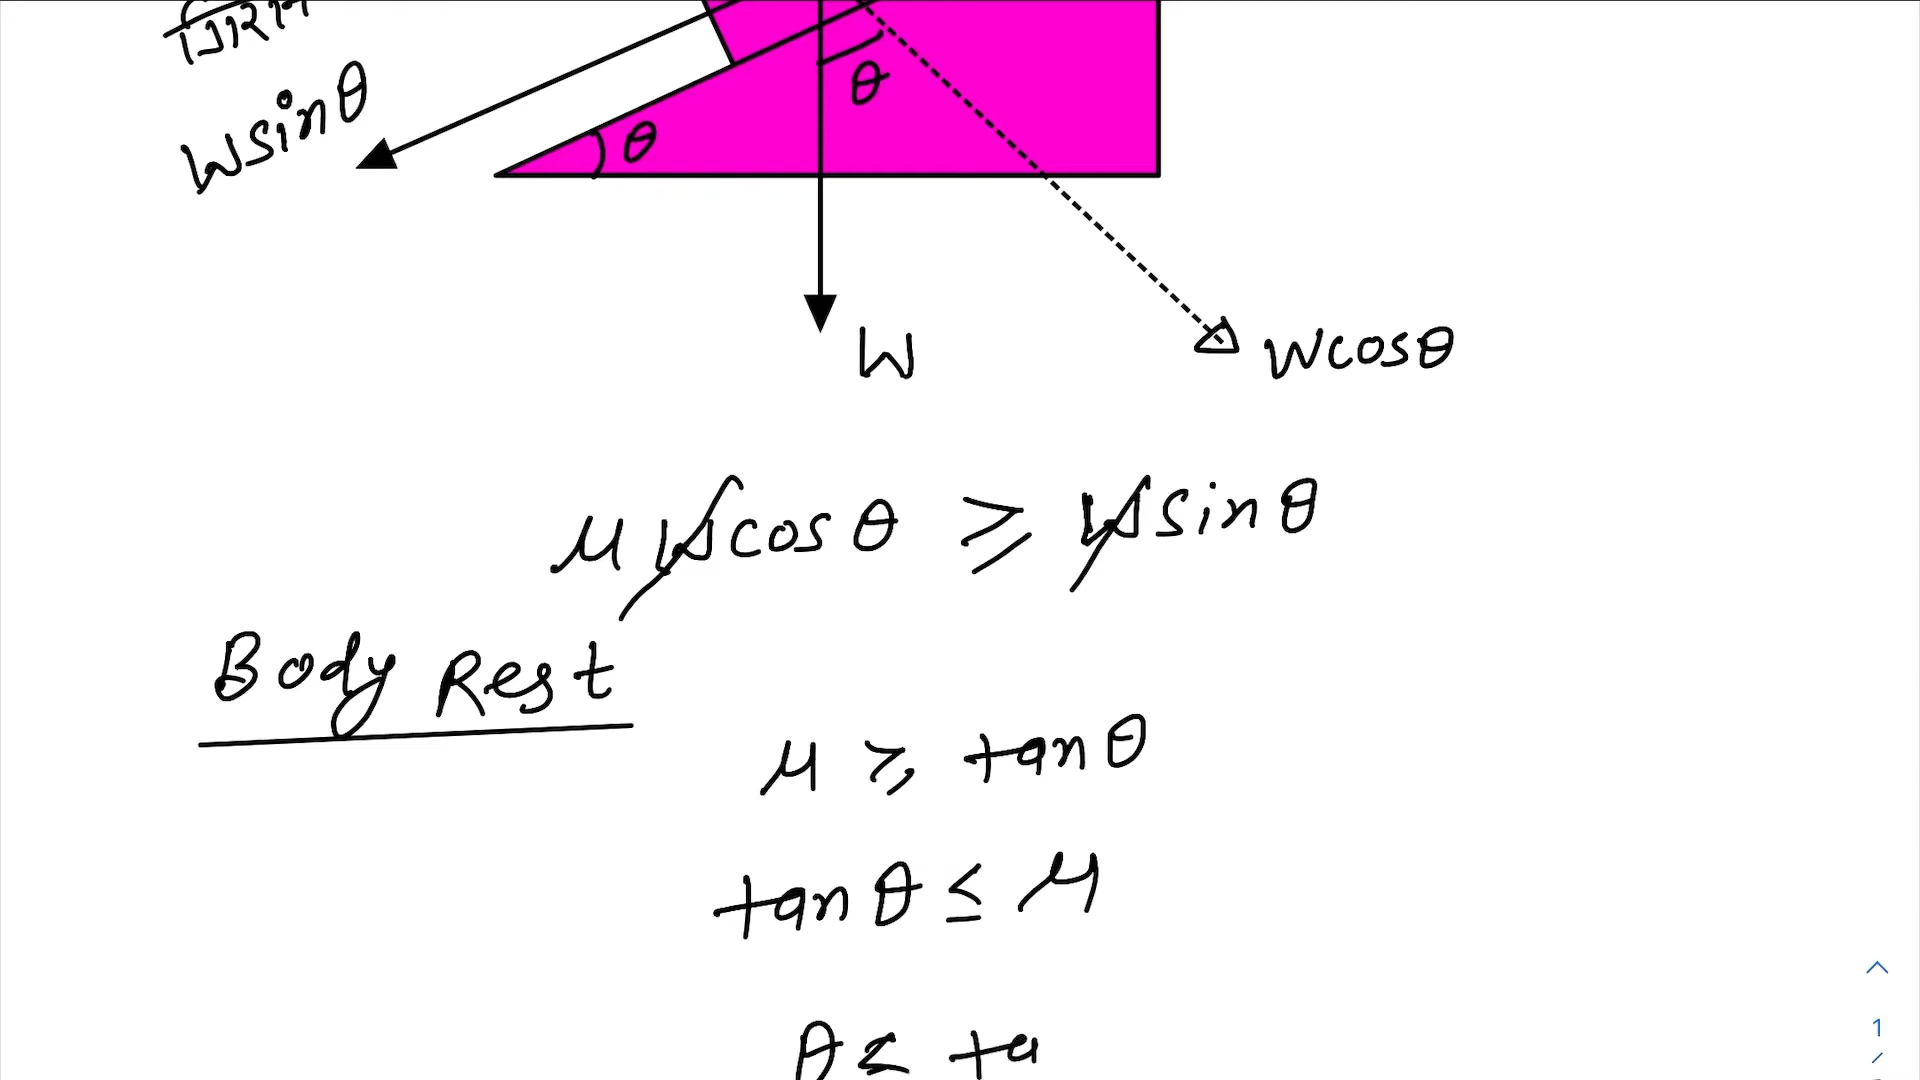 Wsinθ
θ
θ
W
Wcosθ
μ Wcosθ ≥ Wsinθ
Body Rest
μ ≥ tanθ
tanθ ≤ μ
θ ≤ ta
1
/